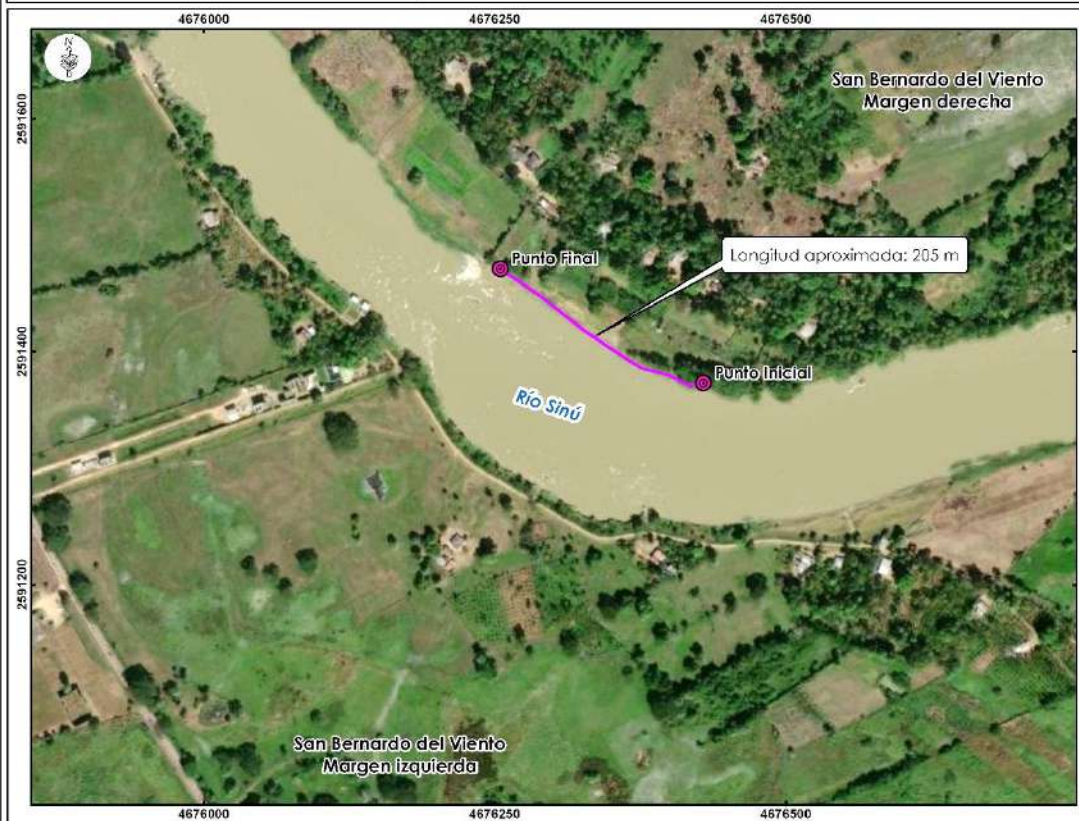 4676000 4676250 4676500
N
San Bernardo del Viento
Margen derecha
2591600
Punto Final
Longitud aproximada: 205 m
2591400
Punto Inicial
Río Sinú
2591200
San Bernardo del Viento
Margen izquierda
4676000 4676250 4676500